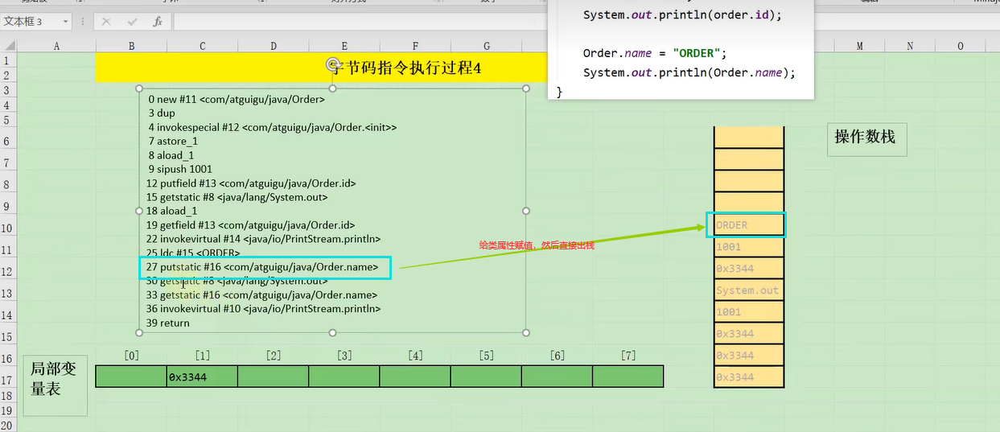 文本框 3
fx
System.out.println(order.id);
Order.name = "ORDER";
System.out.println(Order.name);
}
A B C D E F G M N O
1
2
3
4
5
6
7
8
9
10
11
12
13
14
15
16
17
18
19
20
字节码指令执行过程4
0 new #11 <com/atguigu/java/Order>
3 dup
4 invokespecial #12 <com/atguigu/java/Order.<init>>
7 astore_1
8 aload_1
9 sipush 1001
12 putfield #13 <com/atguigu/java/Order.id>
15 getstatic #8 <java/lang/System.out>
18 aload_1
19 getfield #13 <com/atguigu/java/Order.id>
22 invokevirtual #14 <java/io/PrintStream.println>
25 ldc #15 <ORDER>
27 putstatic #16 <com/atguigu/java/Order.name>
30 getstatic #8 <java/lang/System.out>
33 getstatic #16 <com/atguigu/java/Order.name>
36 invokevirtual #10 <java/io/PrintStream.println>
39 return
给类属性赋值，然后直接出栈
操作数栈
ORDER
1001
0x3344
System.out
1001
0x3344
0x3344
0x3344
局部变
量表
[0] [1] [2] [3] [4] [5] [6] [7]
0x3344